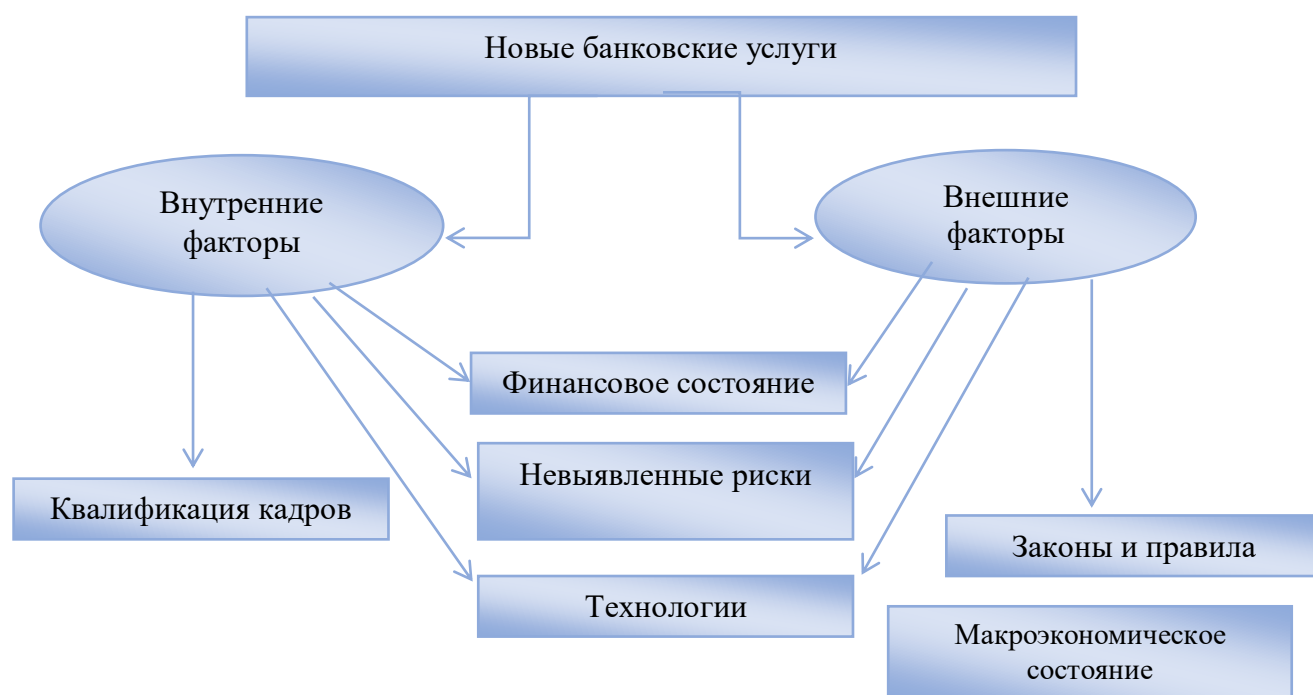 Новые банковские услуги
Внутренние
факторы
Внешние
факторы
Финансовое состояние
Невыявленные риски
Квалификация кадров
Законы и правила
Технологии
Макроэкономическое
состояние